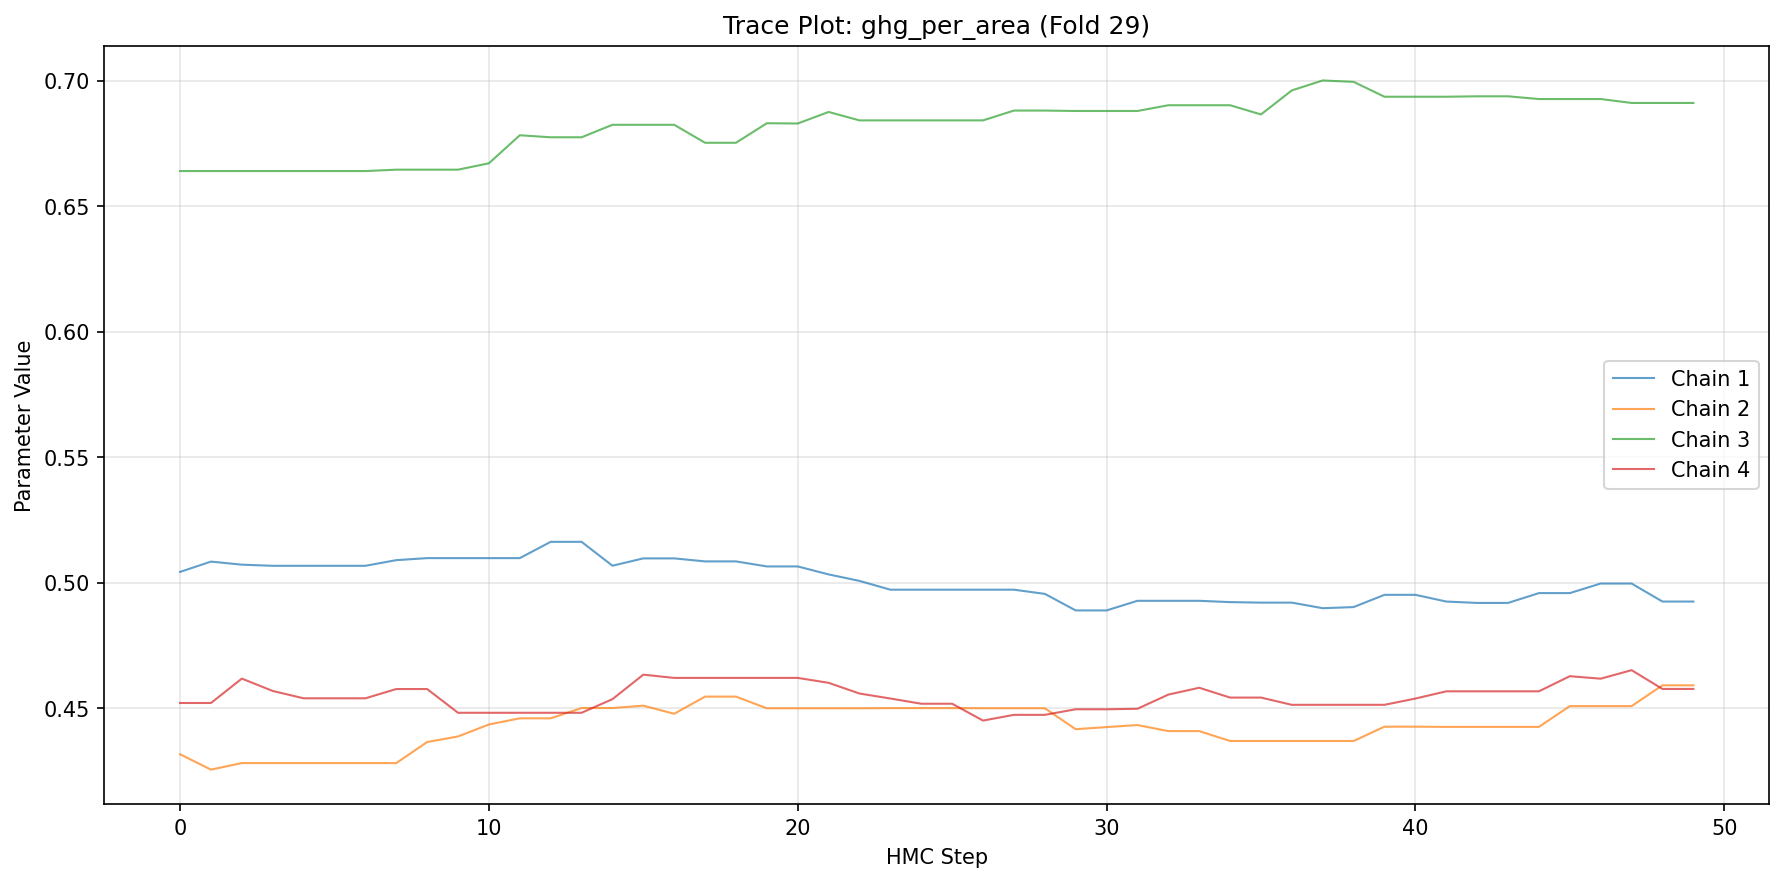 Trace Plot: ghg_per_area (Fold 29)
Parameter Value
0.70
0.65
0.60
0.55
0.50
0.45
Chain 1
Chain 2
Chain 3
Chain 4
0 10 20 30 40 50
HMC Step